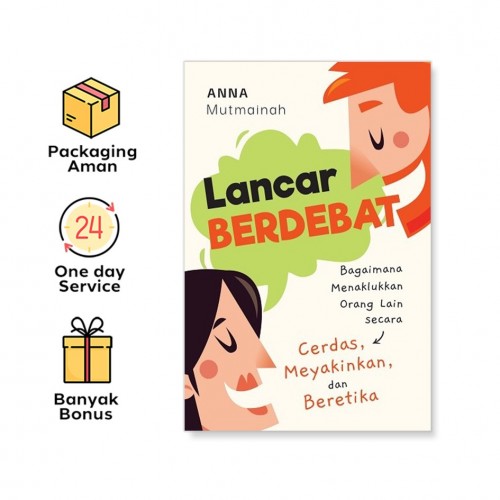 Packaging
Aman
24
One day
Service
Banyak
Bonus
ANNA
Mutmainah
Lancar
BERDEBAT
Bagaimana
Menaklukkan
Orang Lain
secara
Cerdas,
Meyakinkan,
dan
Beretika